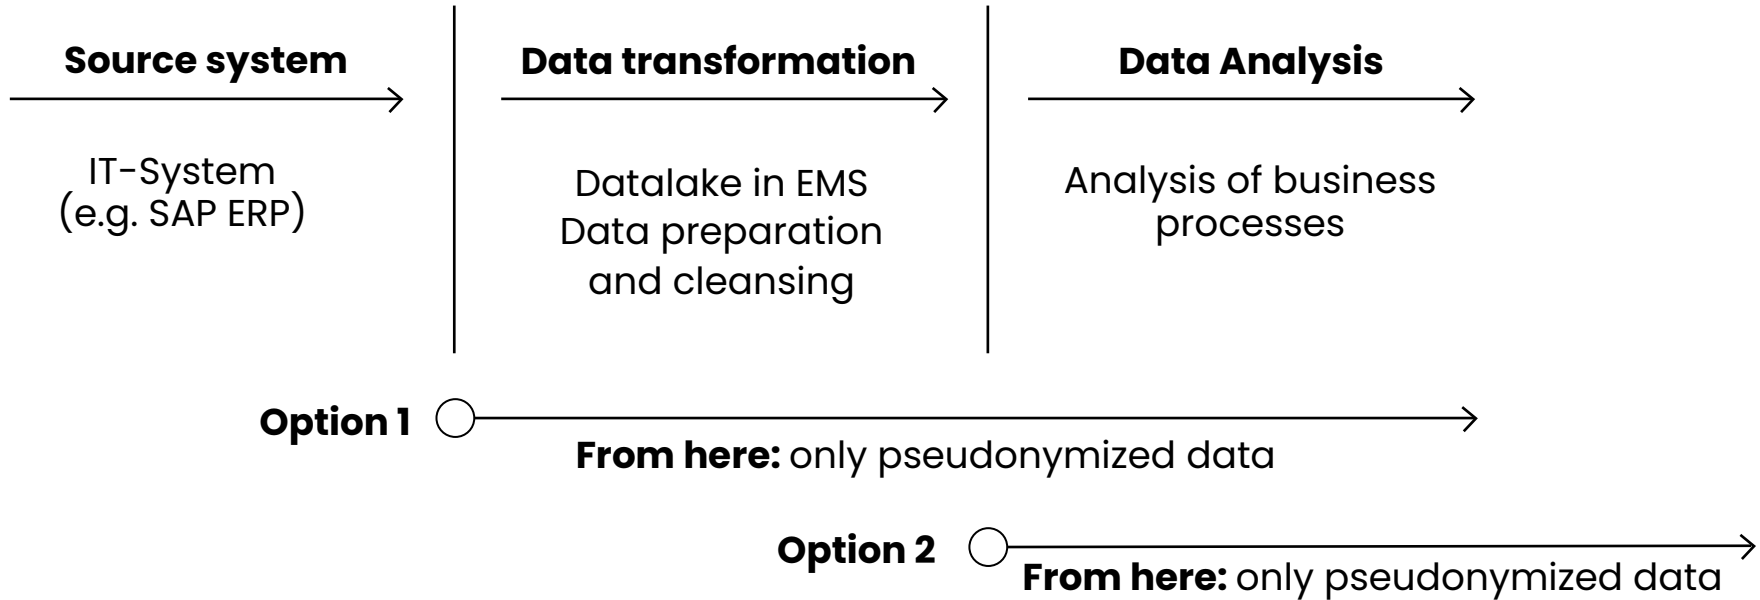 Source system
IT-System
(e.g. SAP ERP)
Data transformation
Datalake in EMS
Data preparation
and cleansing
Data Analysis
Analysis of business
processes
Option 1
From here: only pseudonymized data
Option 2
From here: only pseudonymized data